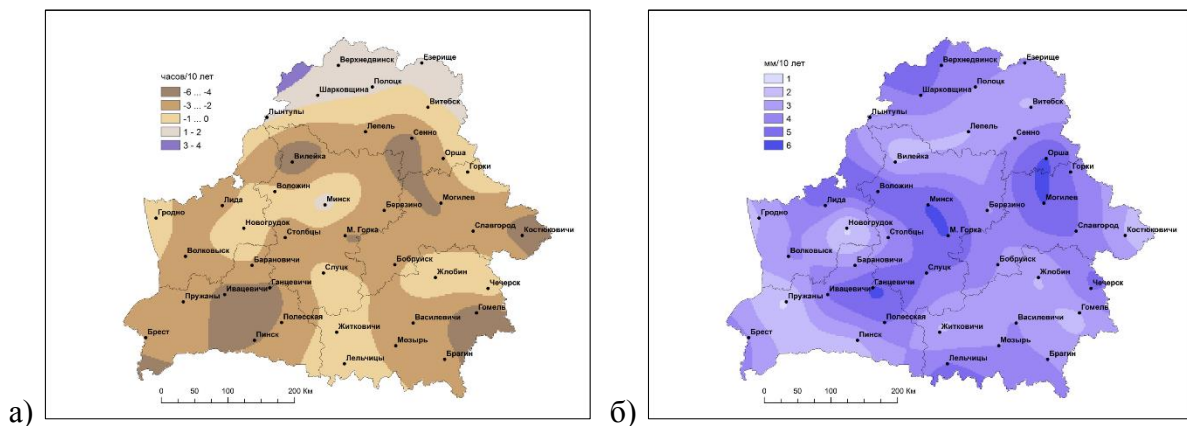 часов/10 лет
-6 ... -4
-3 ... -2
-1 ... 0
1 - 2
3 - 4
Верхнедвинск
Езерище
Полоцк
Шарковщина
Витебск
Лынтупы
Лепель
Сенно
Вилейка
Орша
Горки
Воложин
Лида
Минск
Могилев
Гродно
Березино
Новогрудок
Славгород
Костюковичи
Столбцы
М. Горка
Волковыск
Барановичи
Бобруйск
Слуцк
Жлобин
Ганцевичи
Чечерск
Ивацевичи
Пружаны
Гомель
Полесская
Василевичи
Брест
Житковичи
Пинск
Мозырь
Брагин
Лельчицы
0 50 100 200 Км
а)
мм/10 лет
1
2
3
4
5
6
Верхнедвинск
Езерище
Полоцк
Шарковщина
Витебск
Лынтупы
Лепель
Сенно
Вилейка
Орша
Горки
Воложин
Лида
Минск
Могилев
Гродно
Березино
Новогрудок
Славгород
Костюковичи
Столбцы
М. Горка
Волковыск
Барановичи
Бобруйск
Слуцк
Жлобин
Ганцевичи
Чечерск
Ивацевичи
Пружаны
Гомель
Полесская
Василевичи
Брест
Житковичи
Пинск
Мозырь
Брагин
Лельчицы
0 50 100 200 Км
б)